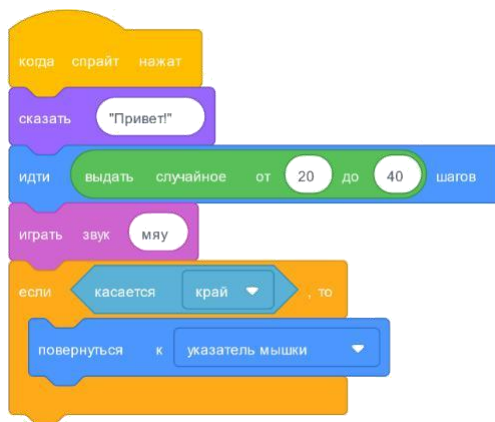 когда спрайт нажат
сказать "Привет!"
идти выдать случайное от 20 до 40 шагов
играть звук мяу
если касается край , то
повернуться к указатель мышки